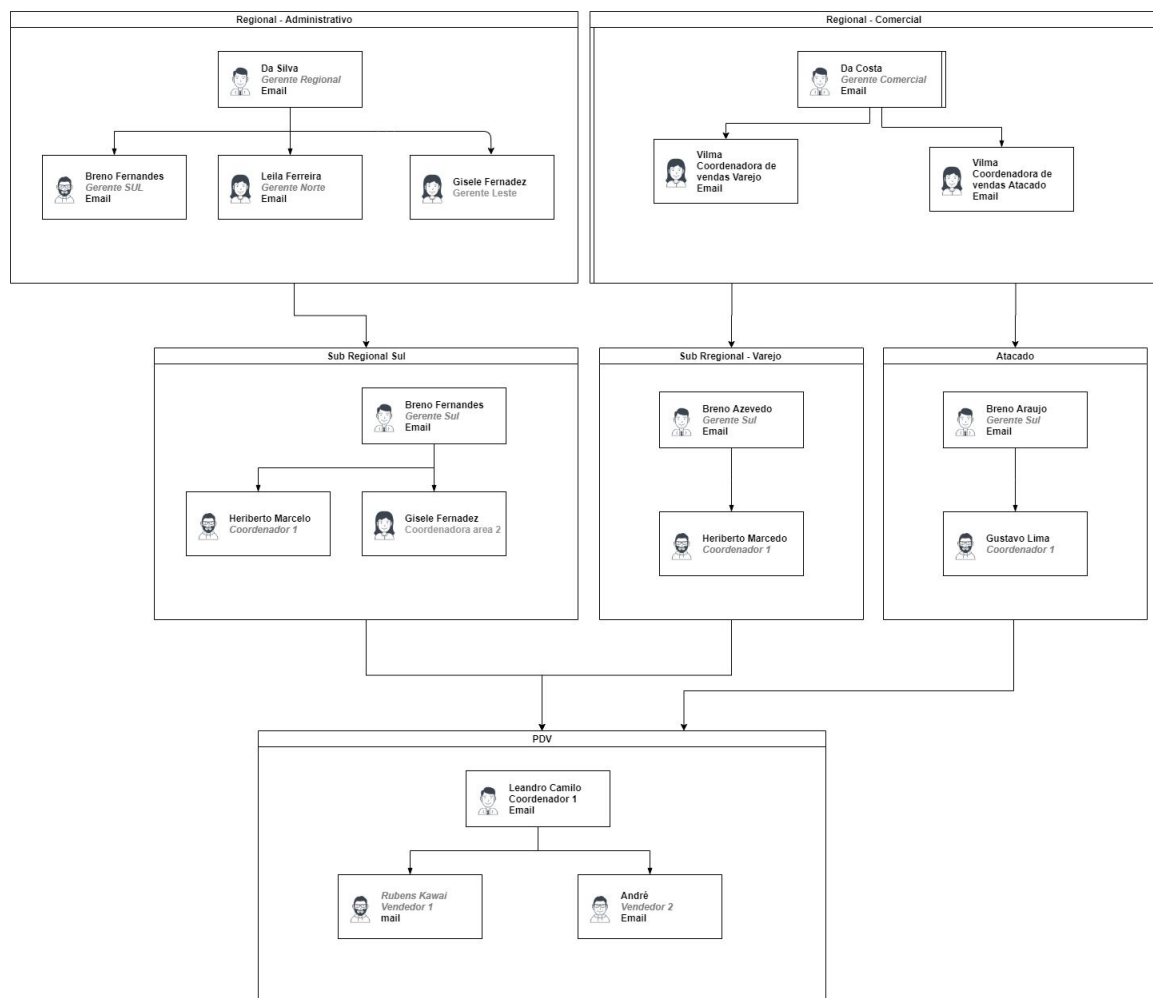 Regional - Administrativo
Da Silva
Gerente Regional
Email
Breno Fernandes
Gerente SUL
Email
Leila Ferreira
Gerente Norte
Email
Gisele Fernadez
Gerente Leste
Regional - Comercial
Da Costa
Gerente Comercial
Email
Vilma
Coordenadora de
vendas Varejo
Email
Vilma
Coordenadora de
vendas Atacado
Email
Sub Regional Sul
Breno Fernandes
Gerente Sul
Email
Heriberto Marcelo
Coordenador 1
Gisele Fernadez
Coordenadora area 2
Sub Rregional - Varejo
Breno Azevedo
Gerente Sul
Email
Heriberto Marcedo
Coordenador 1
Atacado
Breno Araujo
Gerente Sul
Email
Gustavo Lima
Coordenador 1
PDV
Leandro Camilo
Coordenador 1
Email
Rubens Kawai
Vendedor 1
mail
André
Vendedor 2
Email